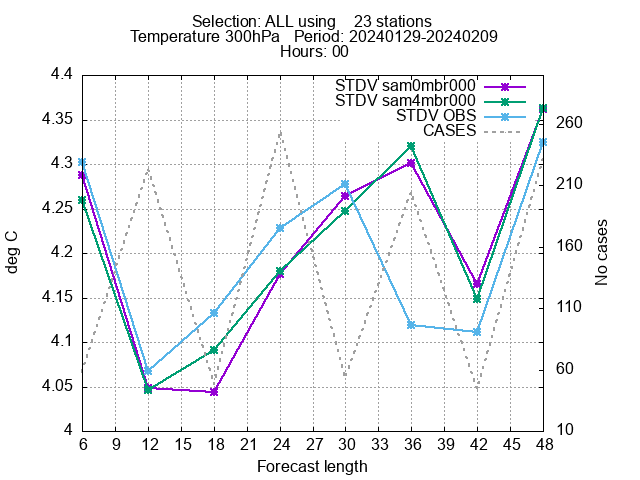 Selection: ALL using    23 stations
Temperature 300hPa   Period: 20240129-20240209
Hours: 00
STDV sam0mbr000
STDV sam4mbr000
STDV OBS
CASES
4.4
4.35
4.3
4.25
4.2
4.15
4.1
4.05
4
deg C
260
210
160
110
60
10
No cases
6 9 12 15 18 21 24 27 30 33 36 39 42 45 48
Forecast length